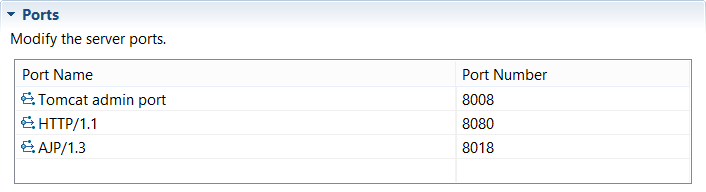 Ports
Modify the server ports.
Port Name Port Number
Tomcat admin port 8008
HTTP/1.1 8080
AJP/1.3 8018